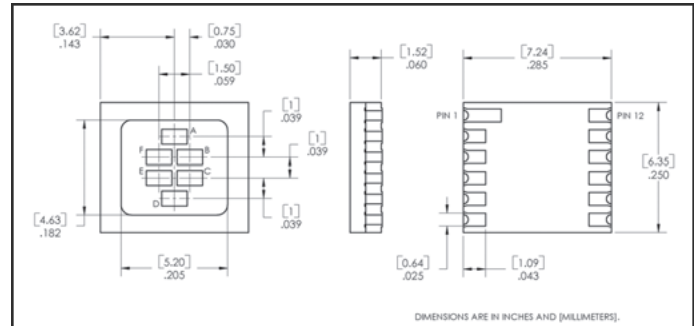 [3.62]
.143
[0.75]
.030
[1.50]
.059
[1]
.039
[1]
.039
[1]
.039
A
F
B
E
C
D
[4.63]
.182
[5.20]
.205
[1.52]
.060
[7.24]
.285
PIN 1
PIN 12
[6.35]
.250
[0.64]
.025
[1.09]
.043
DIMENSIONS ARE IN INCHES AND [MILLIMETERS].